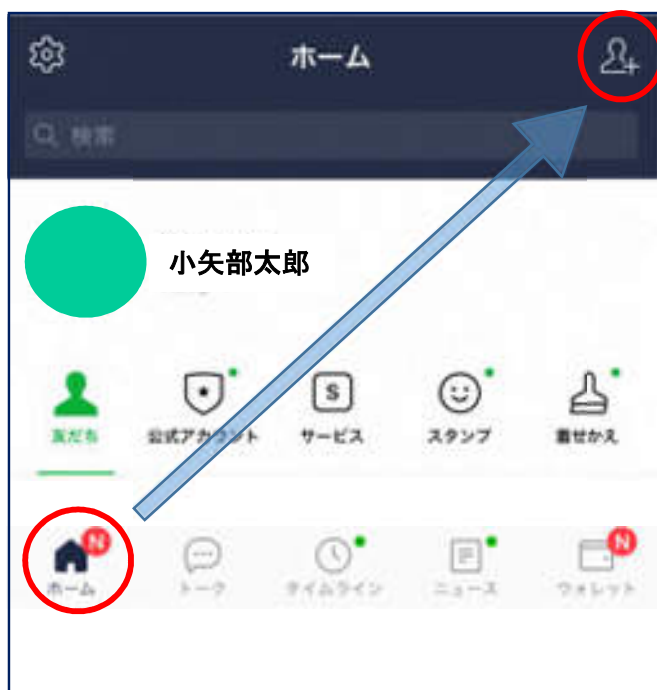 ホーム
検索
小矢部太郎
友だち
公式アカウント
サービス
S
スタンプ
着せかえ
N
N
ホーム
トーク
タイムライン
ニュース
ウォレット